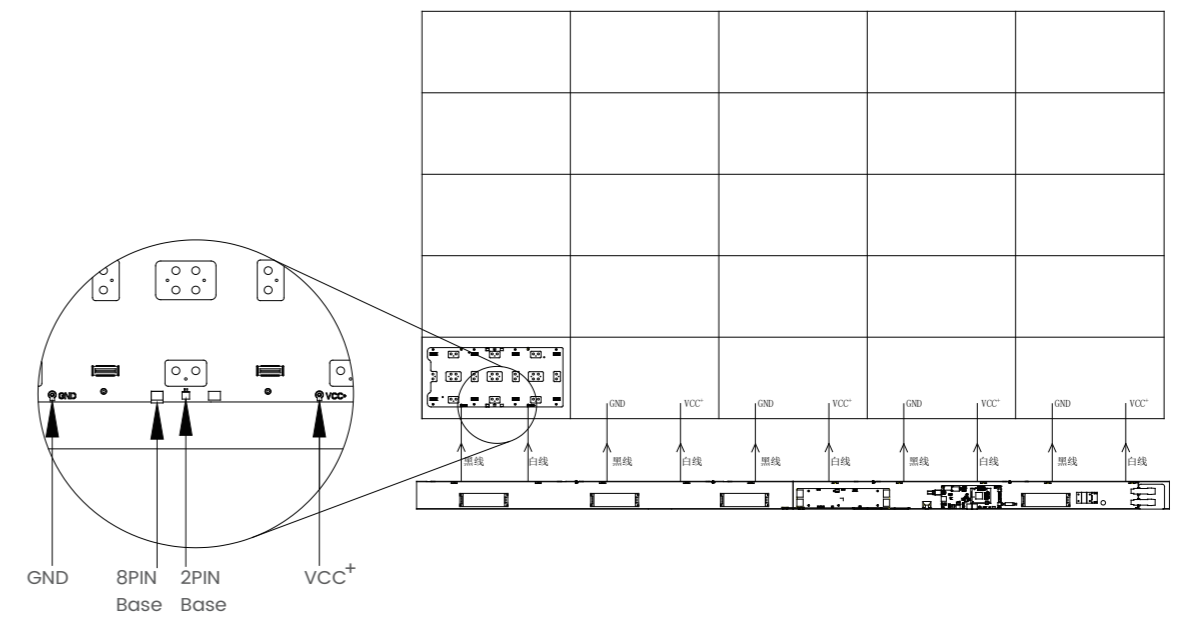 GND VCC+
GND VCC⁺ GND VCC⁺ GND VCC⁺ GND VCC⁺
黑线 白线 黑线 白线 黑线 白线 黑线 白线 黑线 白线
GND 8PIN 2PIN VCC⁺
Base Base